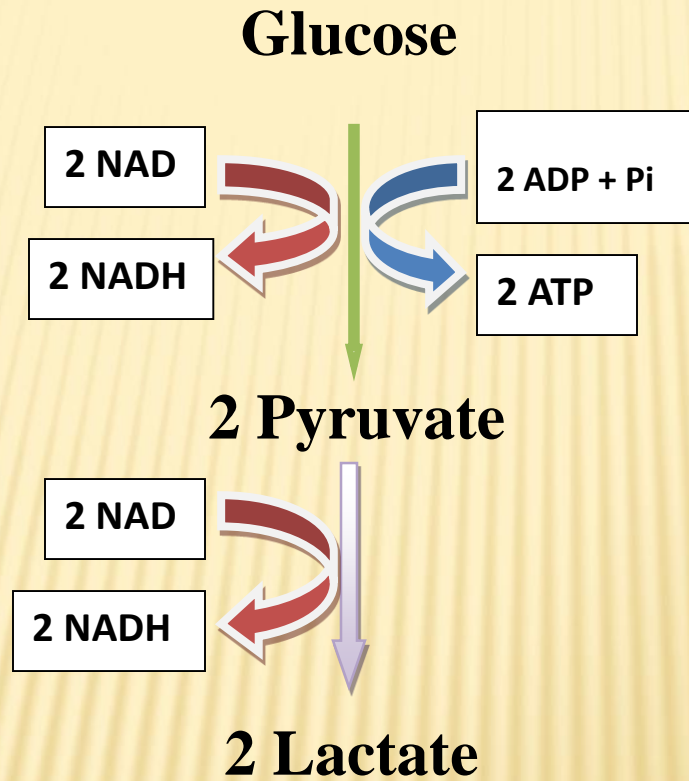 Glucose
2 NAD
2 ADP + Pi
2 NADH
2 ATP
2 Pyruvate
2 NAD
2 NADH
2 Lactate